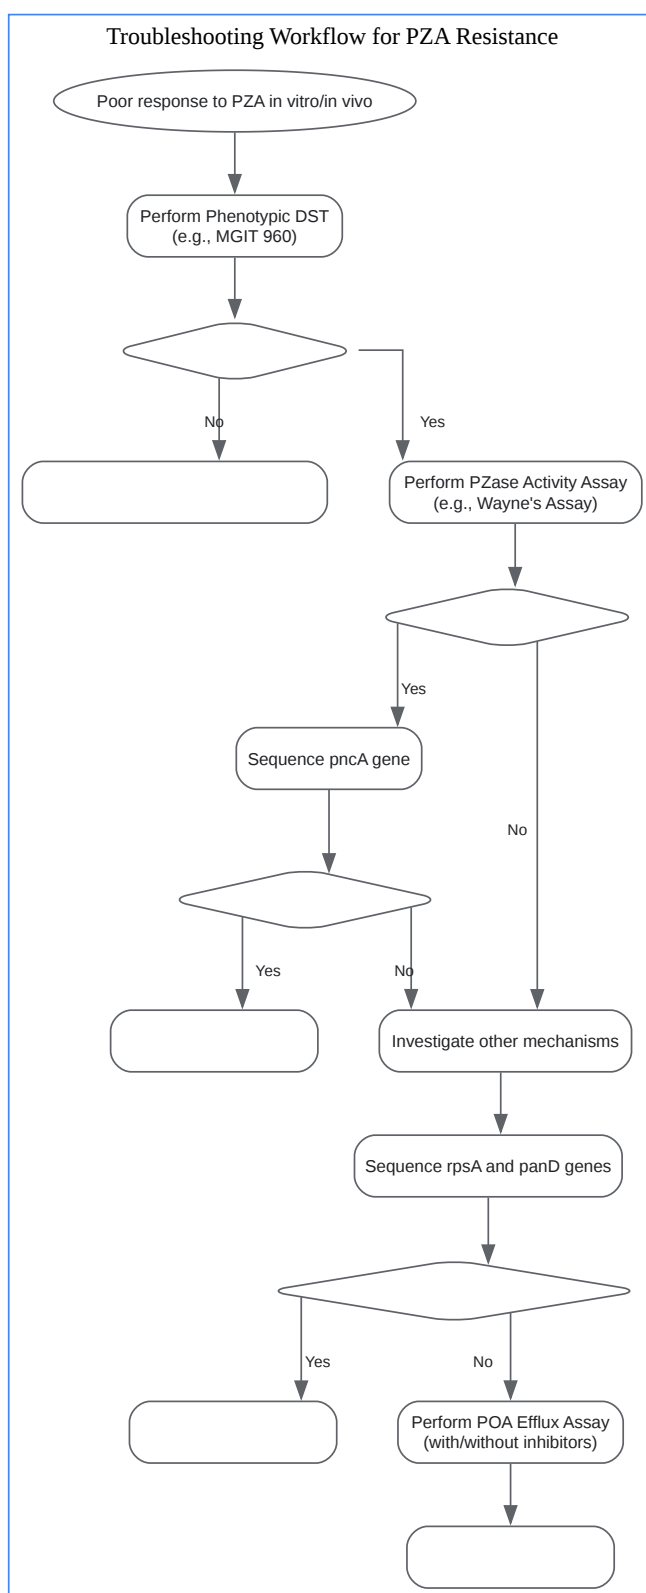 Troubleshooting Workflow for PZA Resistance
Poor response to PZA in vitro/in vivo
Perform Phenotypic DST
(e.g., MGIT 960)
No
Yes
Perform PZase Activity Assay
(e.g., Wayne's Assay)
Yes
Sequence pncA gene
No
Yes
No
Investigate other mechanisms
Sequence rpsA and panD genes
Yes
No
Perform POA Efflux Assay
(with/without inhibitors)